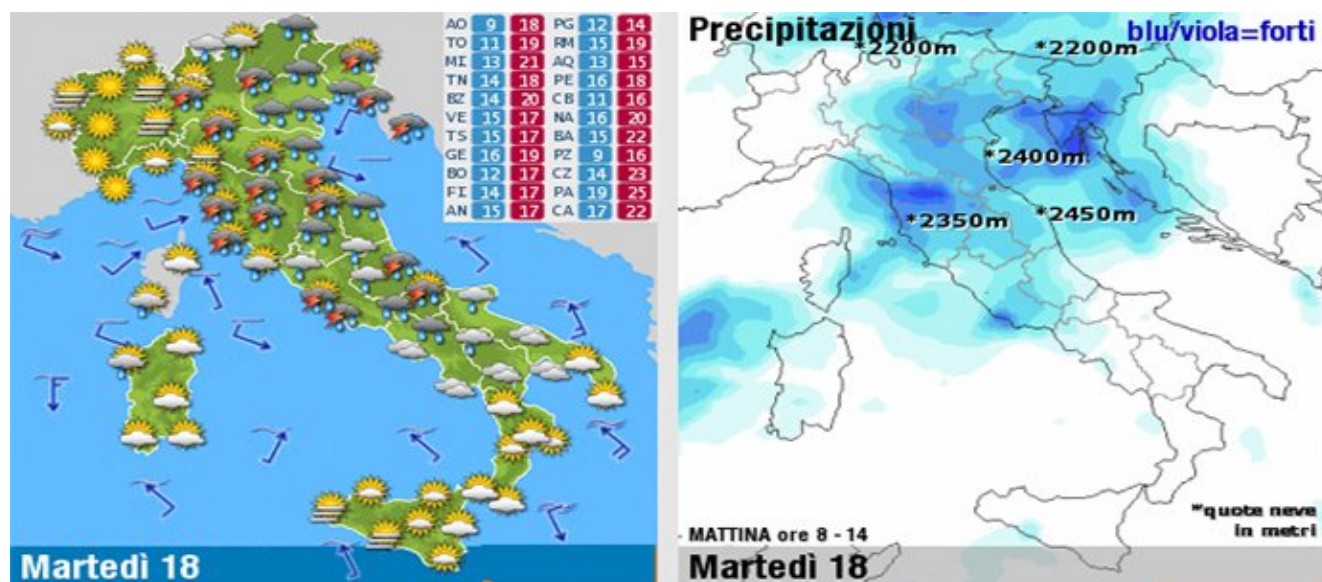 AO 9 18 PG 12 14
TO 11 19 RM 15 19
MI 13 21 AQ 13 15
TN 14 18 PE 16 18
BZ 14 20 CB 11 16
VE 15 17 NA 16 20
TS 15 17 BA 15 22
GE 16 19 PZ 9 16
BO 12 17 CZ 14 23
FI 14 17 PA 19 25
AN 15 17 CA 17 22
Martedì 18
Precipitazioni blu/viola=forti
*2200m *2200m
*2400m
*2350m *2450m
*quote neve
in metri
MATTINA ore 8 - 14
Martedì 18